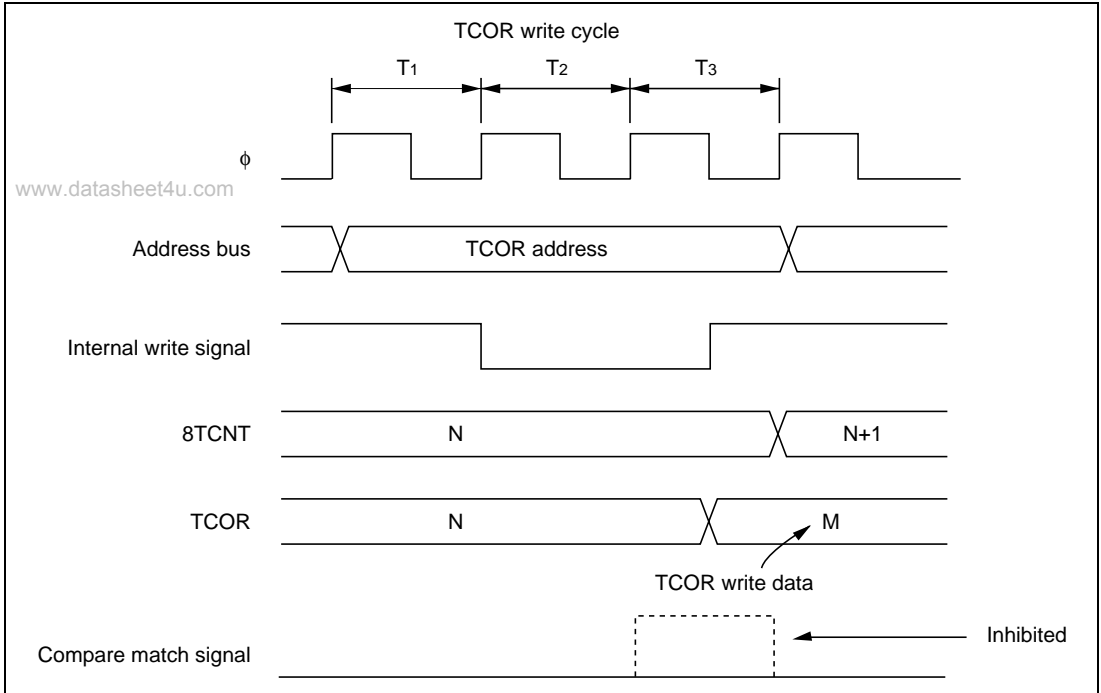 TCOR write cycle
T1 T2 T3
ϕ
www.datasheet4u.com
Address bus TCOR address
Internal write signal
8TCNT N N+1
TCOR N M
TCOR write data
Inhibited
Compare match signal